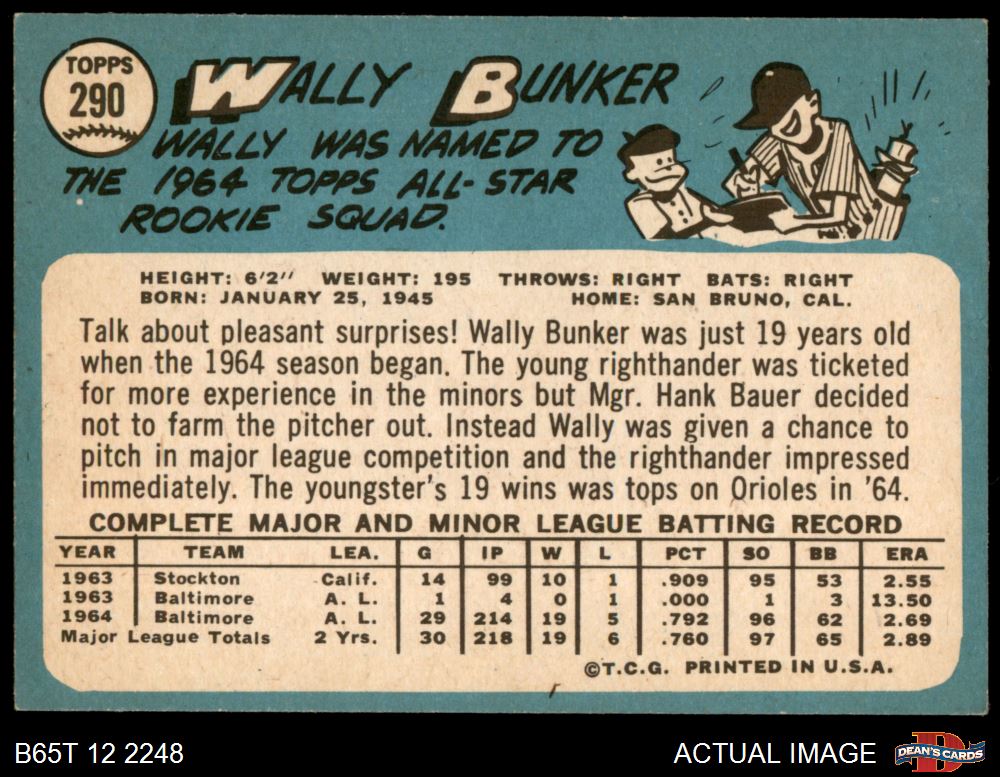 TOPPS
290
WALLY BUNKER
WALLY WAS NAMED TO
THE 1964 TOPPS ALL-STAR
ROOKIE SQUAD.
HEIGHT: 6'2" WEIGHT: 195 THROWS: RIGHT BATS: RIGHT
BORN: JANUARY 25, 1945 HOME: SAN BRUNO, CAL.
Talk about pleasant surprises! Wally Bunker was just 19 years old
when the 1964 season began. The young righthander was ticketed
for more experience in the minors but Mgr. Hank Bauer decided
not to farm the pitcher out. Instead Wally was given a chance to
pitch in major league competition and the righthander impressed
immediately. The youngster's 19 wins was tops on Orioles in '64.
COMPLETE MAJOR AND MINOR LEAGUE BATTING RECORD
YEAR TEAM LEA. G IP W L PCT SO BB ERA
1963 Stockton Calif. 14 99 10 1 .909 95 53 2.55
1963 Baltimore A. L. 1 4 0 1 .000 1 3 13.50
1964 Baltimore A. L. 29 214 19 5 .792 96 62 2.69
Major League Totals 2 Yrs. 30 218 19 6 .760 97 65 2.89
©T.C.G. PRINTED IN U.S.A.
B65T 12 2248 ACTUAL IMAGE DEAN'S CARDS